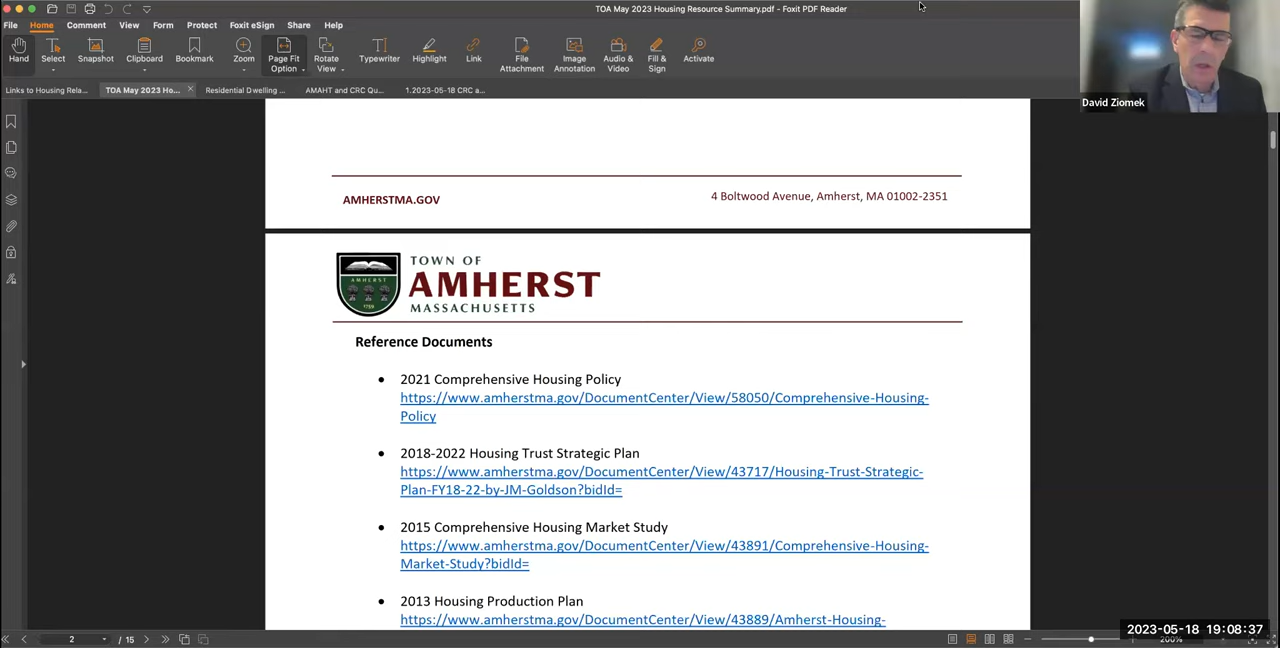 TOA May 2023 Housing Resource Summary.pdf - Foxit PDF Reader
File Home Comment View Form Protect Foxit eSign Share Help
Hand Select Snapshot Clipboard Bookmark Zoom Page Fit Option Rotate View Typewriter Highlight Link File Attachment Image Annotation Audio & Video Fill & Sign Activate
David Ziomek
Links to Housing Rela... TOA May 2023 Ho... Residential Dwelling ... AMAHT and CRC Qu... 1.2023-05-18 CRC a...
AMHERSTMA.GOV 4 Boltwood Avenue, Amherst, MA 01002-2351
TOWN OF
AMHERST
MASSACHUSETTS
AMHERST
1759
Reference Documents
• 2021 Comprehensive Housing Policy
https://www.amherstma.gov/DocumentCenter/View/58050/Comprehensive-Housing-
Policy
• 2018-2022 Housing Trust Strategic Plan
https://www.amherstma.gov/DocumentCenter/View/43717/Housing-Trust-Strategic-
Plan-FY18-22-by-JM-Goldson?bidId=
• 2015 Comprehensive Housing Market Study
https://www.amherstma.gov/DocumentCenter/View/43891/Comprehensive-Housing-
Market-Study?bidId=
• 2013 Housing Production Plan
https://www.amherstma.gov/DocumentCenter/View/43889/Amherst-Housing-
2 / 15
2023-05-18 19:08:37
200%